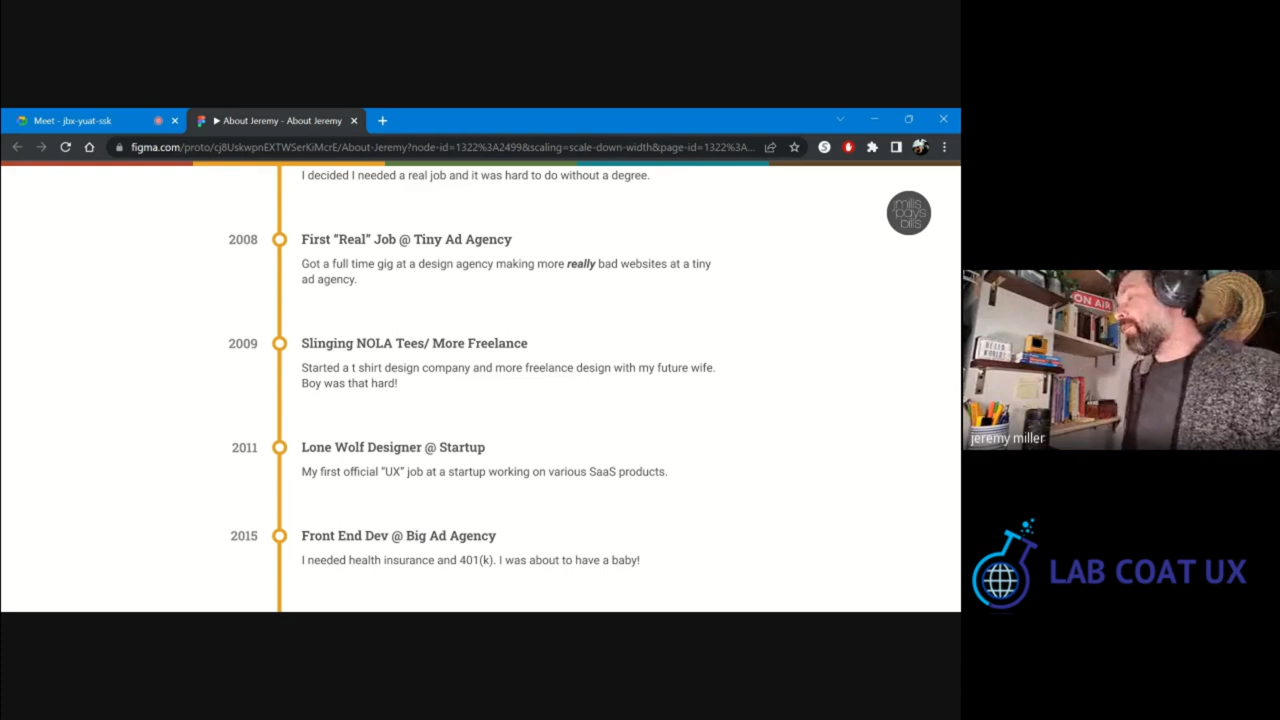 Meet - jbx-yuat-ssk
About Jeremy - About Jeremy
figma.com/proto/cj8UskwpnEXTWSerKiMcrE/About-Jeremy?node-id=1322%3A2499&scaling=scale-down-width&page-id=1322%3A...
I decided I needed a real job and it was hard to do without a degree.
milis
pays
bills
2008
First “Real” Job @ Tiny Ad Agency
Got a full time gig at a design agency making more really bad websites at a tiny
ad agency.
2009
Slinging NOLA Tees/ More Freelance
Started a t shirt design company and more freelance design with my future wife.
Boy was that hard!
2011
Lone Wolf Designer @ Startup
My first official “UX” job at a startup working on various SaaS products.
2015
Front End Dev @ Big Ad Agency
I needed health insurance and 401(k). I was about to have a baby!
ON AIR
HELLO
WORLD!
jeremy miller
LAB COAT UX